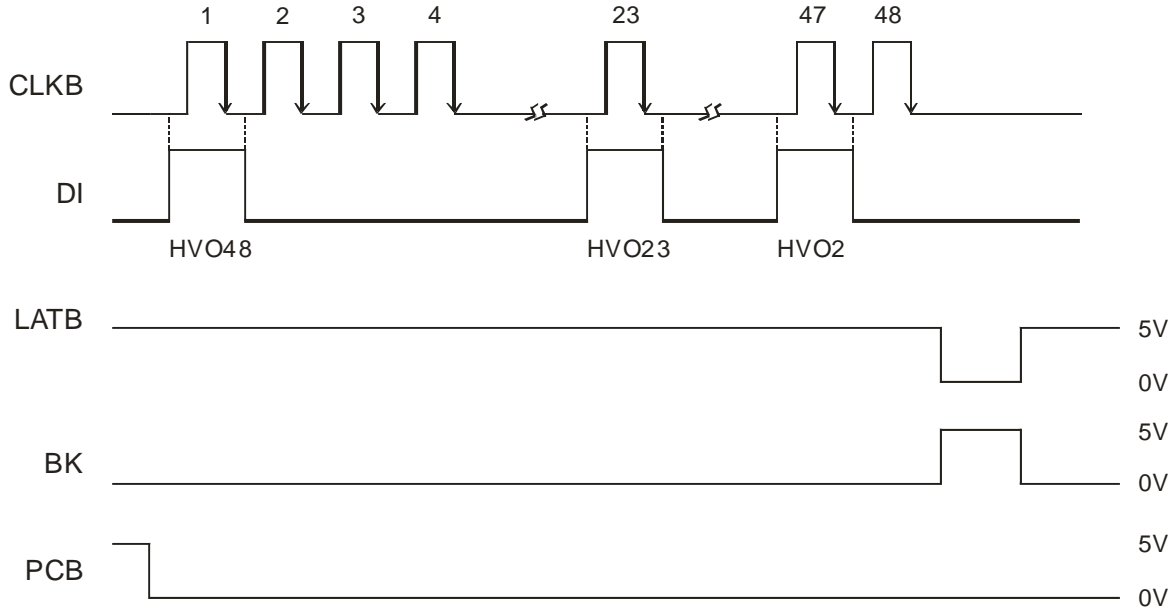 1 2 3 4 23 47 48
CLKB
DI
HVO48 HVO23 HVO2
LATB
5V
0V
BK
5V
0V
PCB
5V
0V